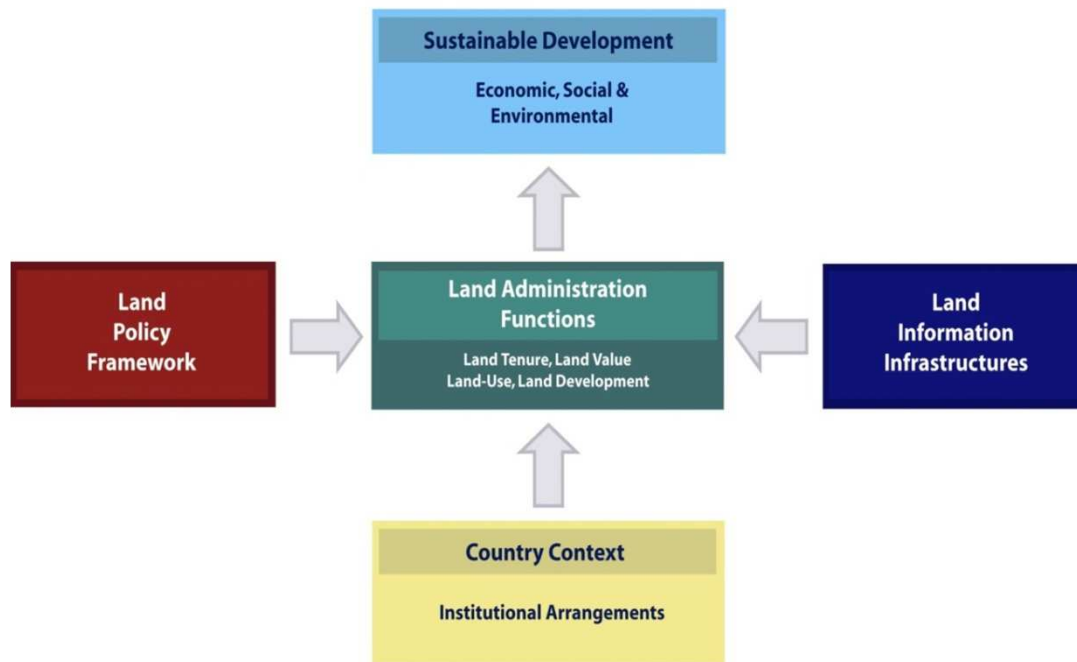 Sustainable Development
Economic, Social &
Environmental
Land
Policy
Framework
Land Administration
Functions
Land Tenure, Land Value
Land-Use, Land Development
Land
Information
Infrastructures
Country Context
Institutional Arrangements